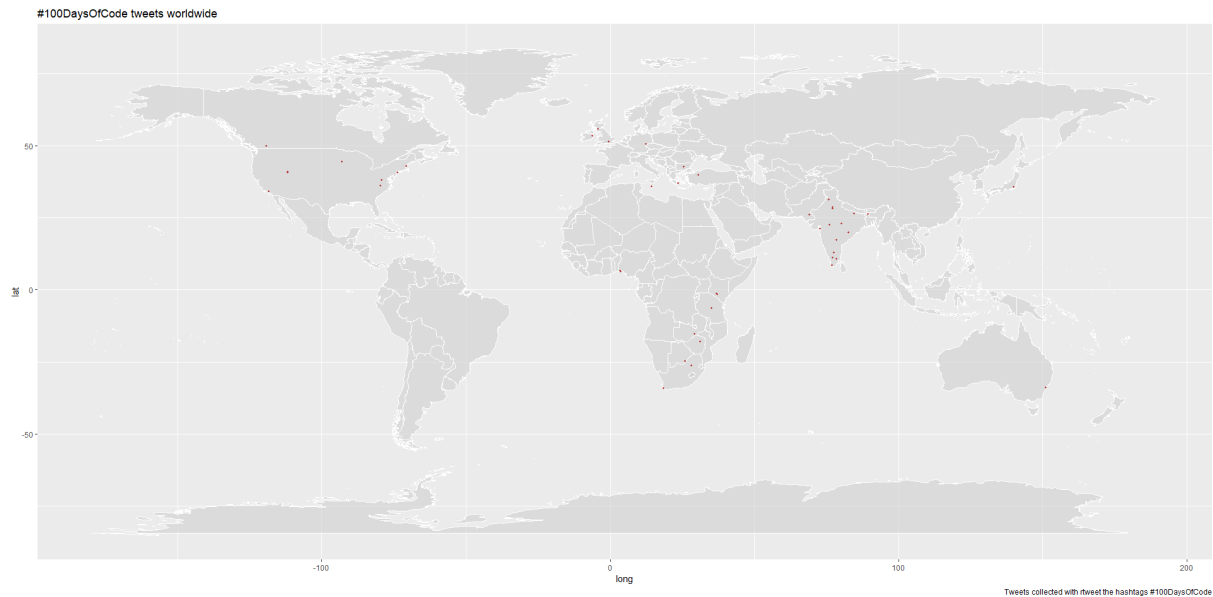 #100DaysOfCode tweets worldwide
50
0
-50
lat
-100
0
100
200
long
Tweets collected with rtweet the hashtags #100DaysOfCode